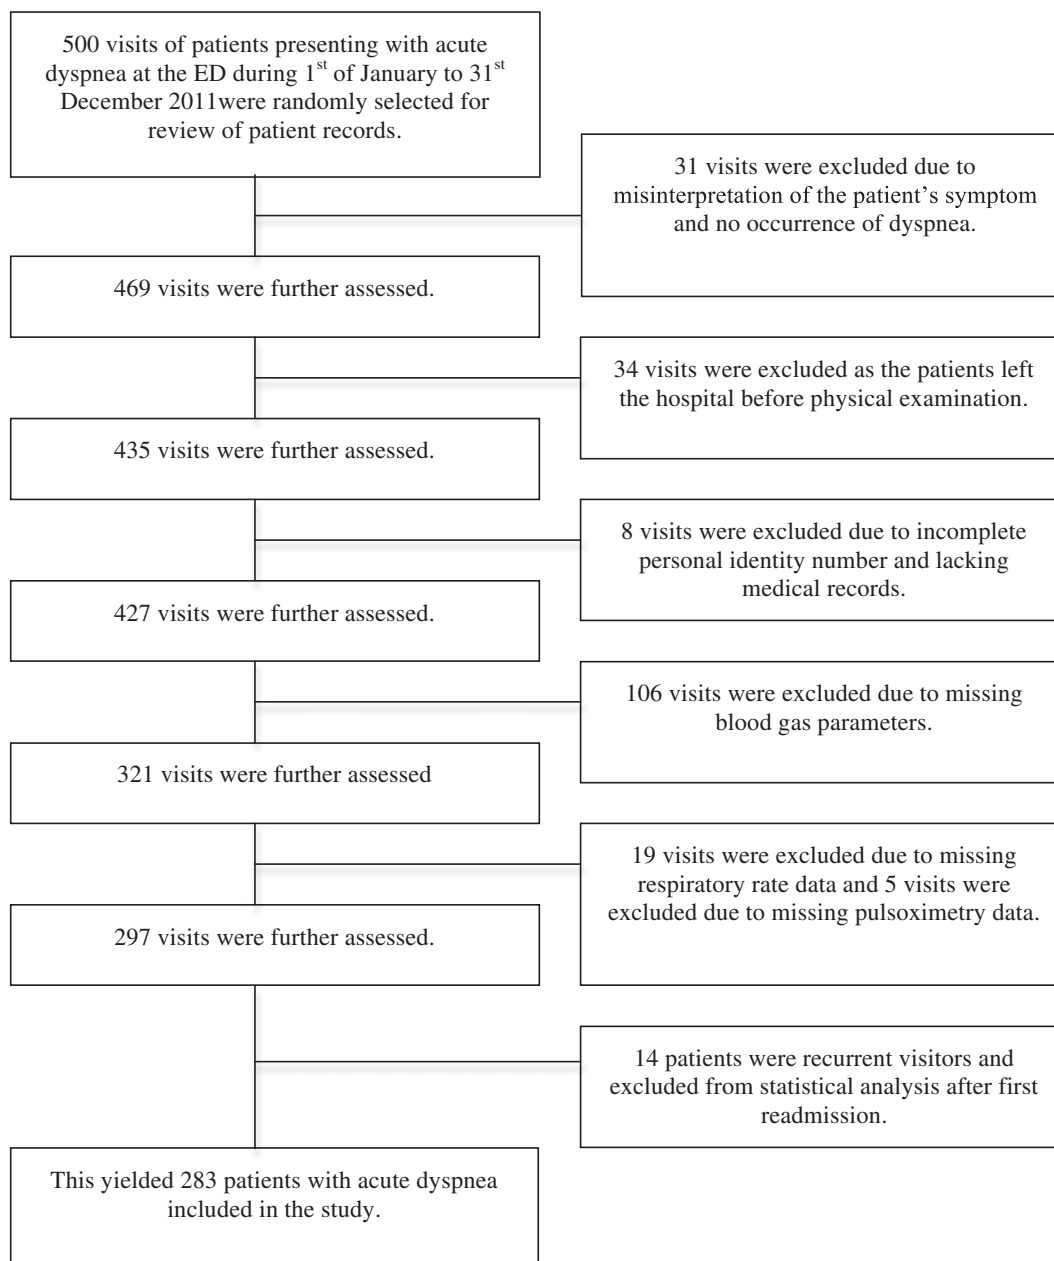 500 visits of patients presenting with acute
dyspnea at the ED during 1st of January to 31st
December 2011were randomly selected for
review of patient records.
31 visits were excluded due to
misinterpretation of the patient’s symptom
and no occurrence of dyspnea.
469 visits were further assessed.
34 visits were excluded as the patients left
the hospital before physical examination.
435 visits were further assessed.
8 visits were excluded due to incomplete
personal identity number and lacking
medical records.
427 visits were further assessed.
106 visits were excluded due to missing
blood gas parameters.
321 visits were further assessed
19 visits were excluded due to missing
respiratory rate data and 5 visits were
excluded due to missing pulsoximetry data.
297 visits were further assessed.
14 patients were recurrent visitors and
excluded from statistical analysis after first
readmission.
This yielded 283 patients with acute dyspnea
included in the study.